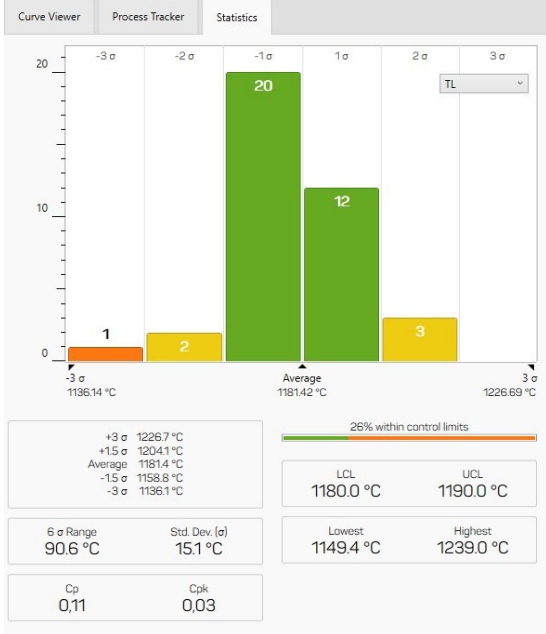 Curve Viewer Process Tracker Statistics
-3 σ -2 σ -1 σ 1 σ 2 σ 3 σ
20
TL
20
12
10
1
2
3
0
-3 σ Average 3 σ
1136.14 °C 1181.42 °C 1226.69 °C
+3 σ 1226.7 °C
+1.5 σ 1204.1 °C
Average 1181.4 °C
-1.5 σ 1158.8 °C
-3 σ 1136.1 °C
26% within control limits
LCL UCL
1180.0 °C 1190.0 °C
6 σ Range Std. Dev. (σ)
90.6 °C 15.1 °C
Lowest Highest
1149.4 °C 1239.0 °C
Cp Cpk
0,11 0,03